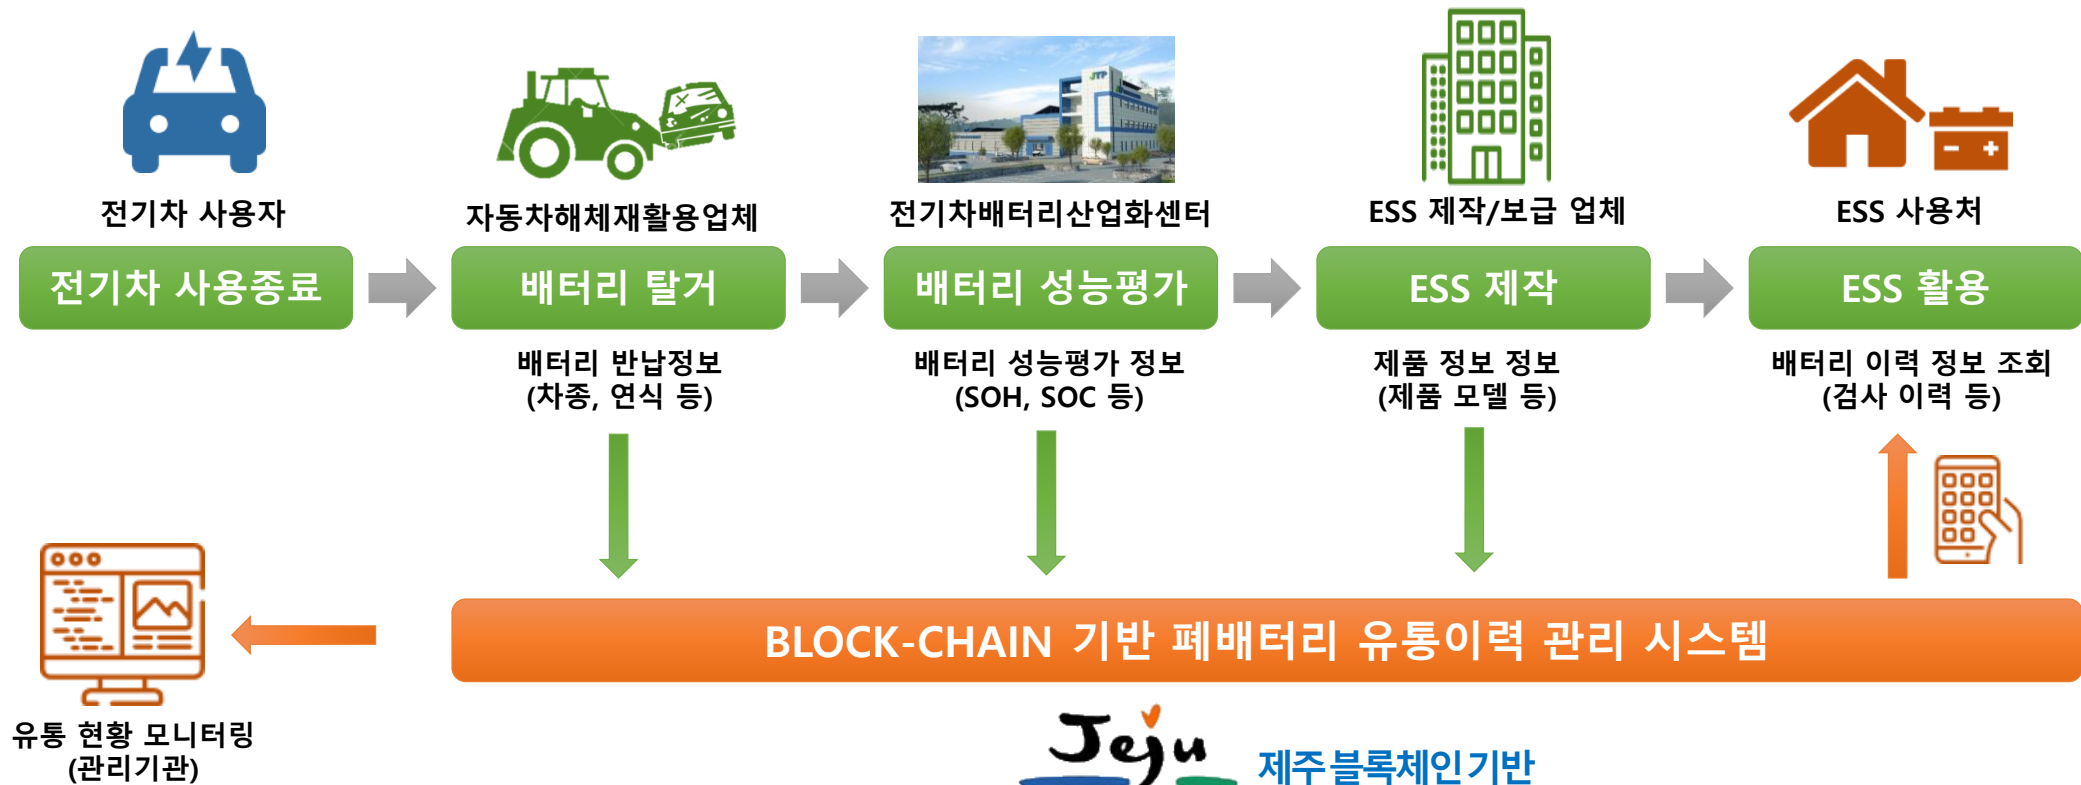 JTP
전기차 사용자
자동차해체재활용업체
전기차배터리산업화센터
ESS 제작/보급 업체
ESS 사용처
전기차 사용종료
배터리 탈거
배터리 성능평가
ESS 제작
ESS 활용
배터리 반납정보
(차종, 연식 등)
배터리 성능평가 정보
(SOH, SOC 등)
제품 정보 정보
(제품 모델 등)
배터리 이력 정보 조회
(검사 이력 등)
BLOCK-CHAIN 기반 폐배터리 유통이력 관리 시스템
유통 현황 모니터링
(관리기관)
Jeju
제주 블록체인 기반